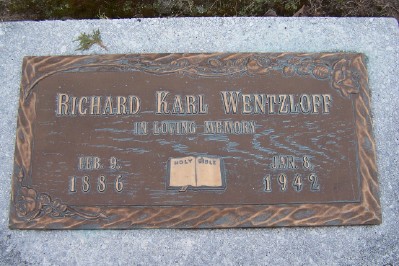 RICHARD KARL WENTZLOFF
IN LOVING MEMORY
FEB. 9 JAN. 8
HOLY BIBLE
1886 1942